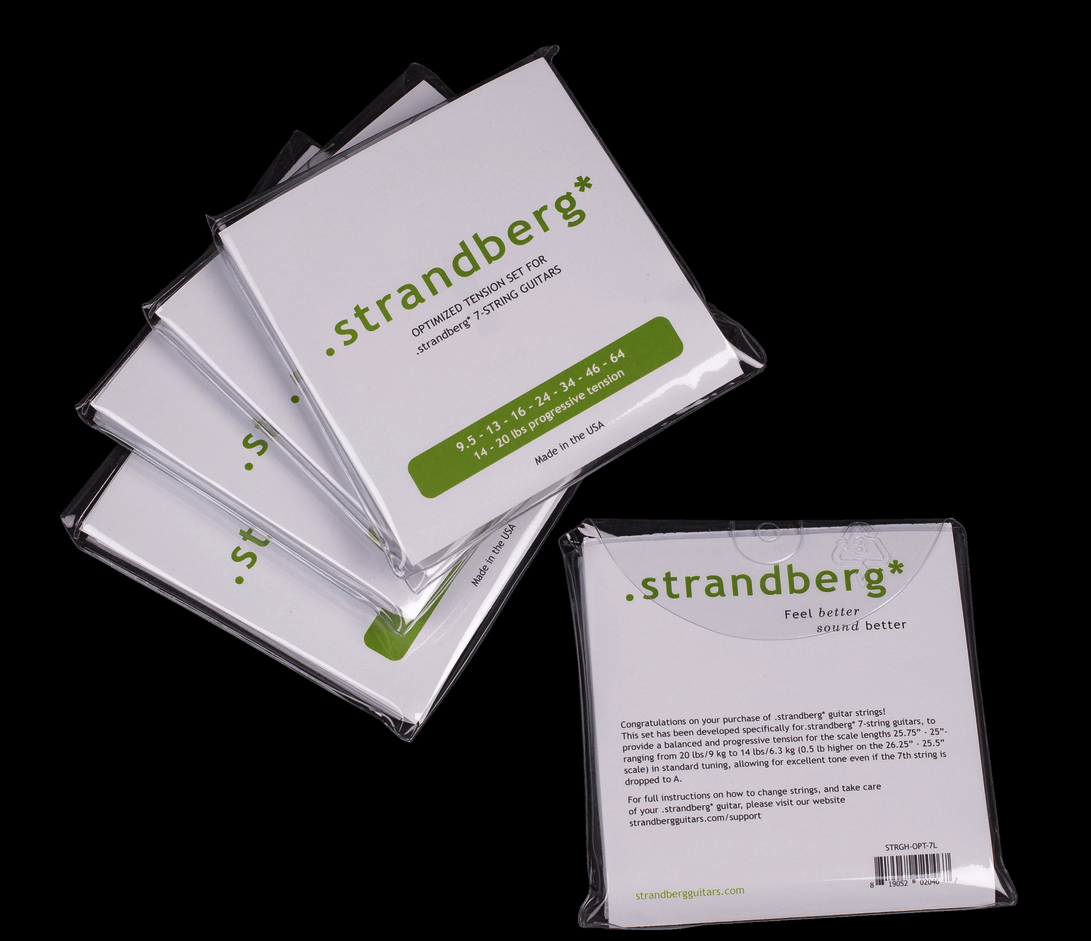 .strandberg*
OPTIMIZED TENSION SET FOR
.strandberg* 7-STRING GUITARS
9.5 - 13 - 16 - 24 - 34 - 46 - 64
14 - 20 lbs progressive tension
Made in the USA
.s
.st
Made in the USA
.strandberg*
Feel better
sound better
Congratulations on your purchase of .strandberg* guitar strings!
This set has been developed specifically for.strandberg* 7-string guitars, to
provide a balanced and progressive tension for the scale lengths 25.75” - 25”-
ranging from 20 lbs/9 kg to 14 lbs/6.3 kg (0.5 lb higher on the 26.25” - 25.5”
scale) in standard tuning, allowing for excellent tone even if the 7th string is
dropped to A.
For full instructions on how to change strings, and take care
of your .strandberg* guitar, please visit our website
strandbergguitars.com/support
STRGH-OPT-7L
8 19052 02040 7
strandbergguitars.com